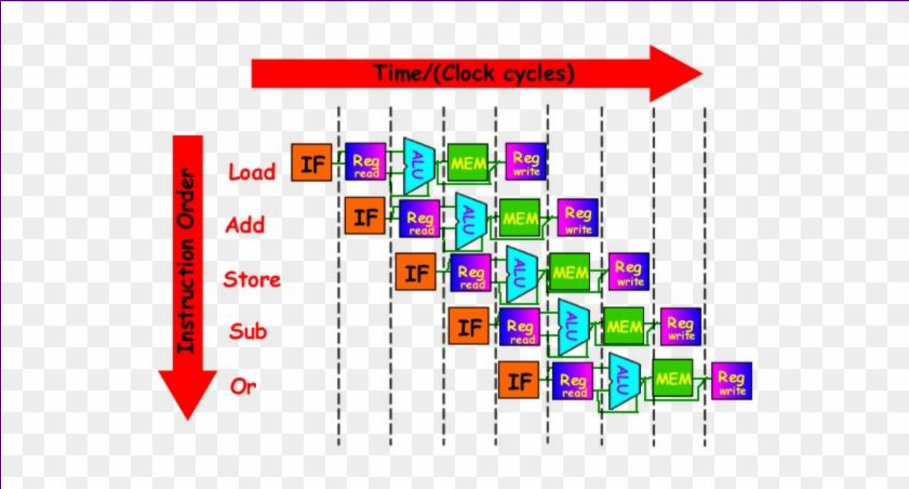 Time/(Clock cycles)
Instruction Order
Load IF Reg read ALU MEM Reg write
Add IF Reg read ALU MEM Reg write
Store IF Reg read ALU MEM Reg write
Sub IF Reg read ALU MEM Reg write
Or IF Reg read ALU MEM Reg write